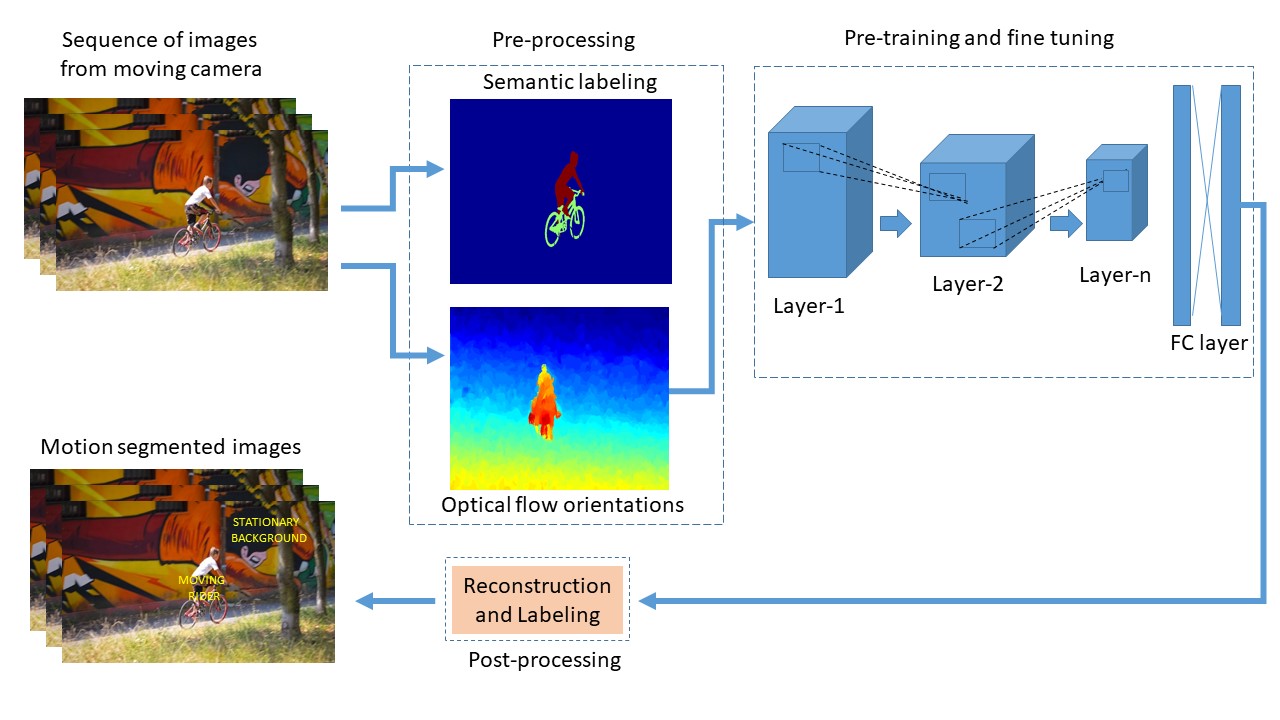 Sequence of images
from moving camera
Pre-processing
Semantic labeling
Optical flow orientations
Pre-training and fine tuning
Layer-1
Layer-2
Layer-n
FC layer
Motion segmented images
STATIONARY
BACKGROUND
MOVING
RIDER
Reconstruction
and Labeling
Post-processing